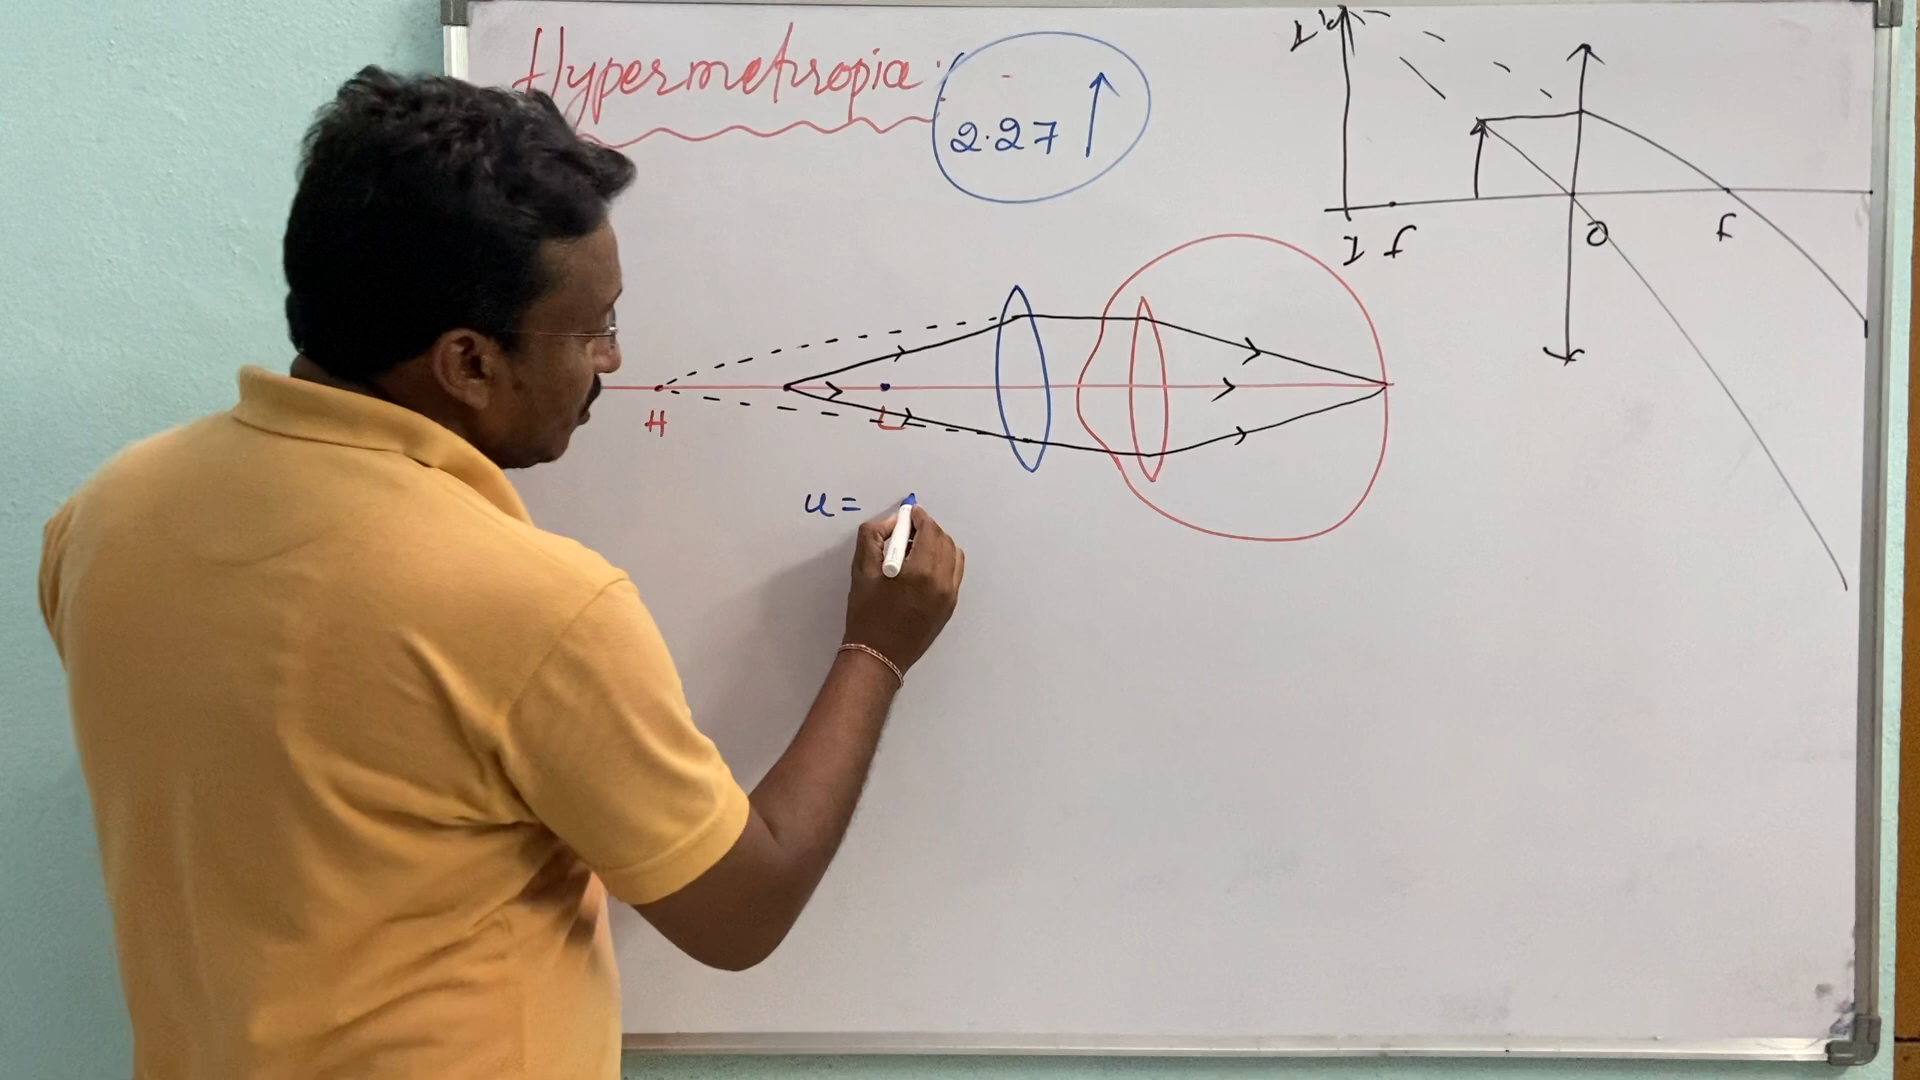 Hypermetropia :-
2.27 ↑
I'
I f
O
f
H
L
u =